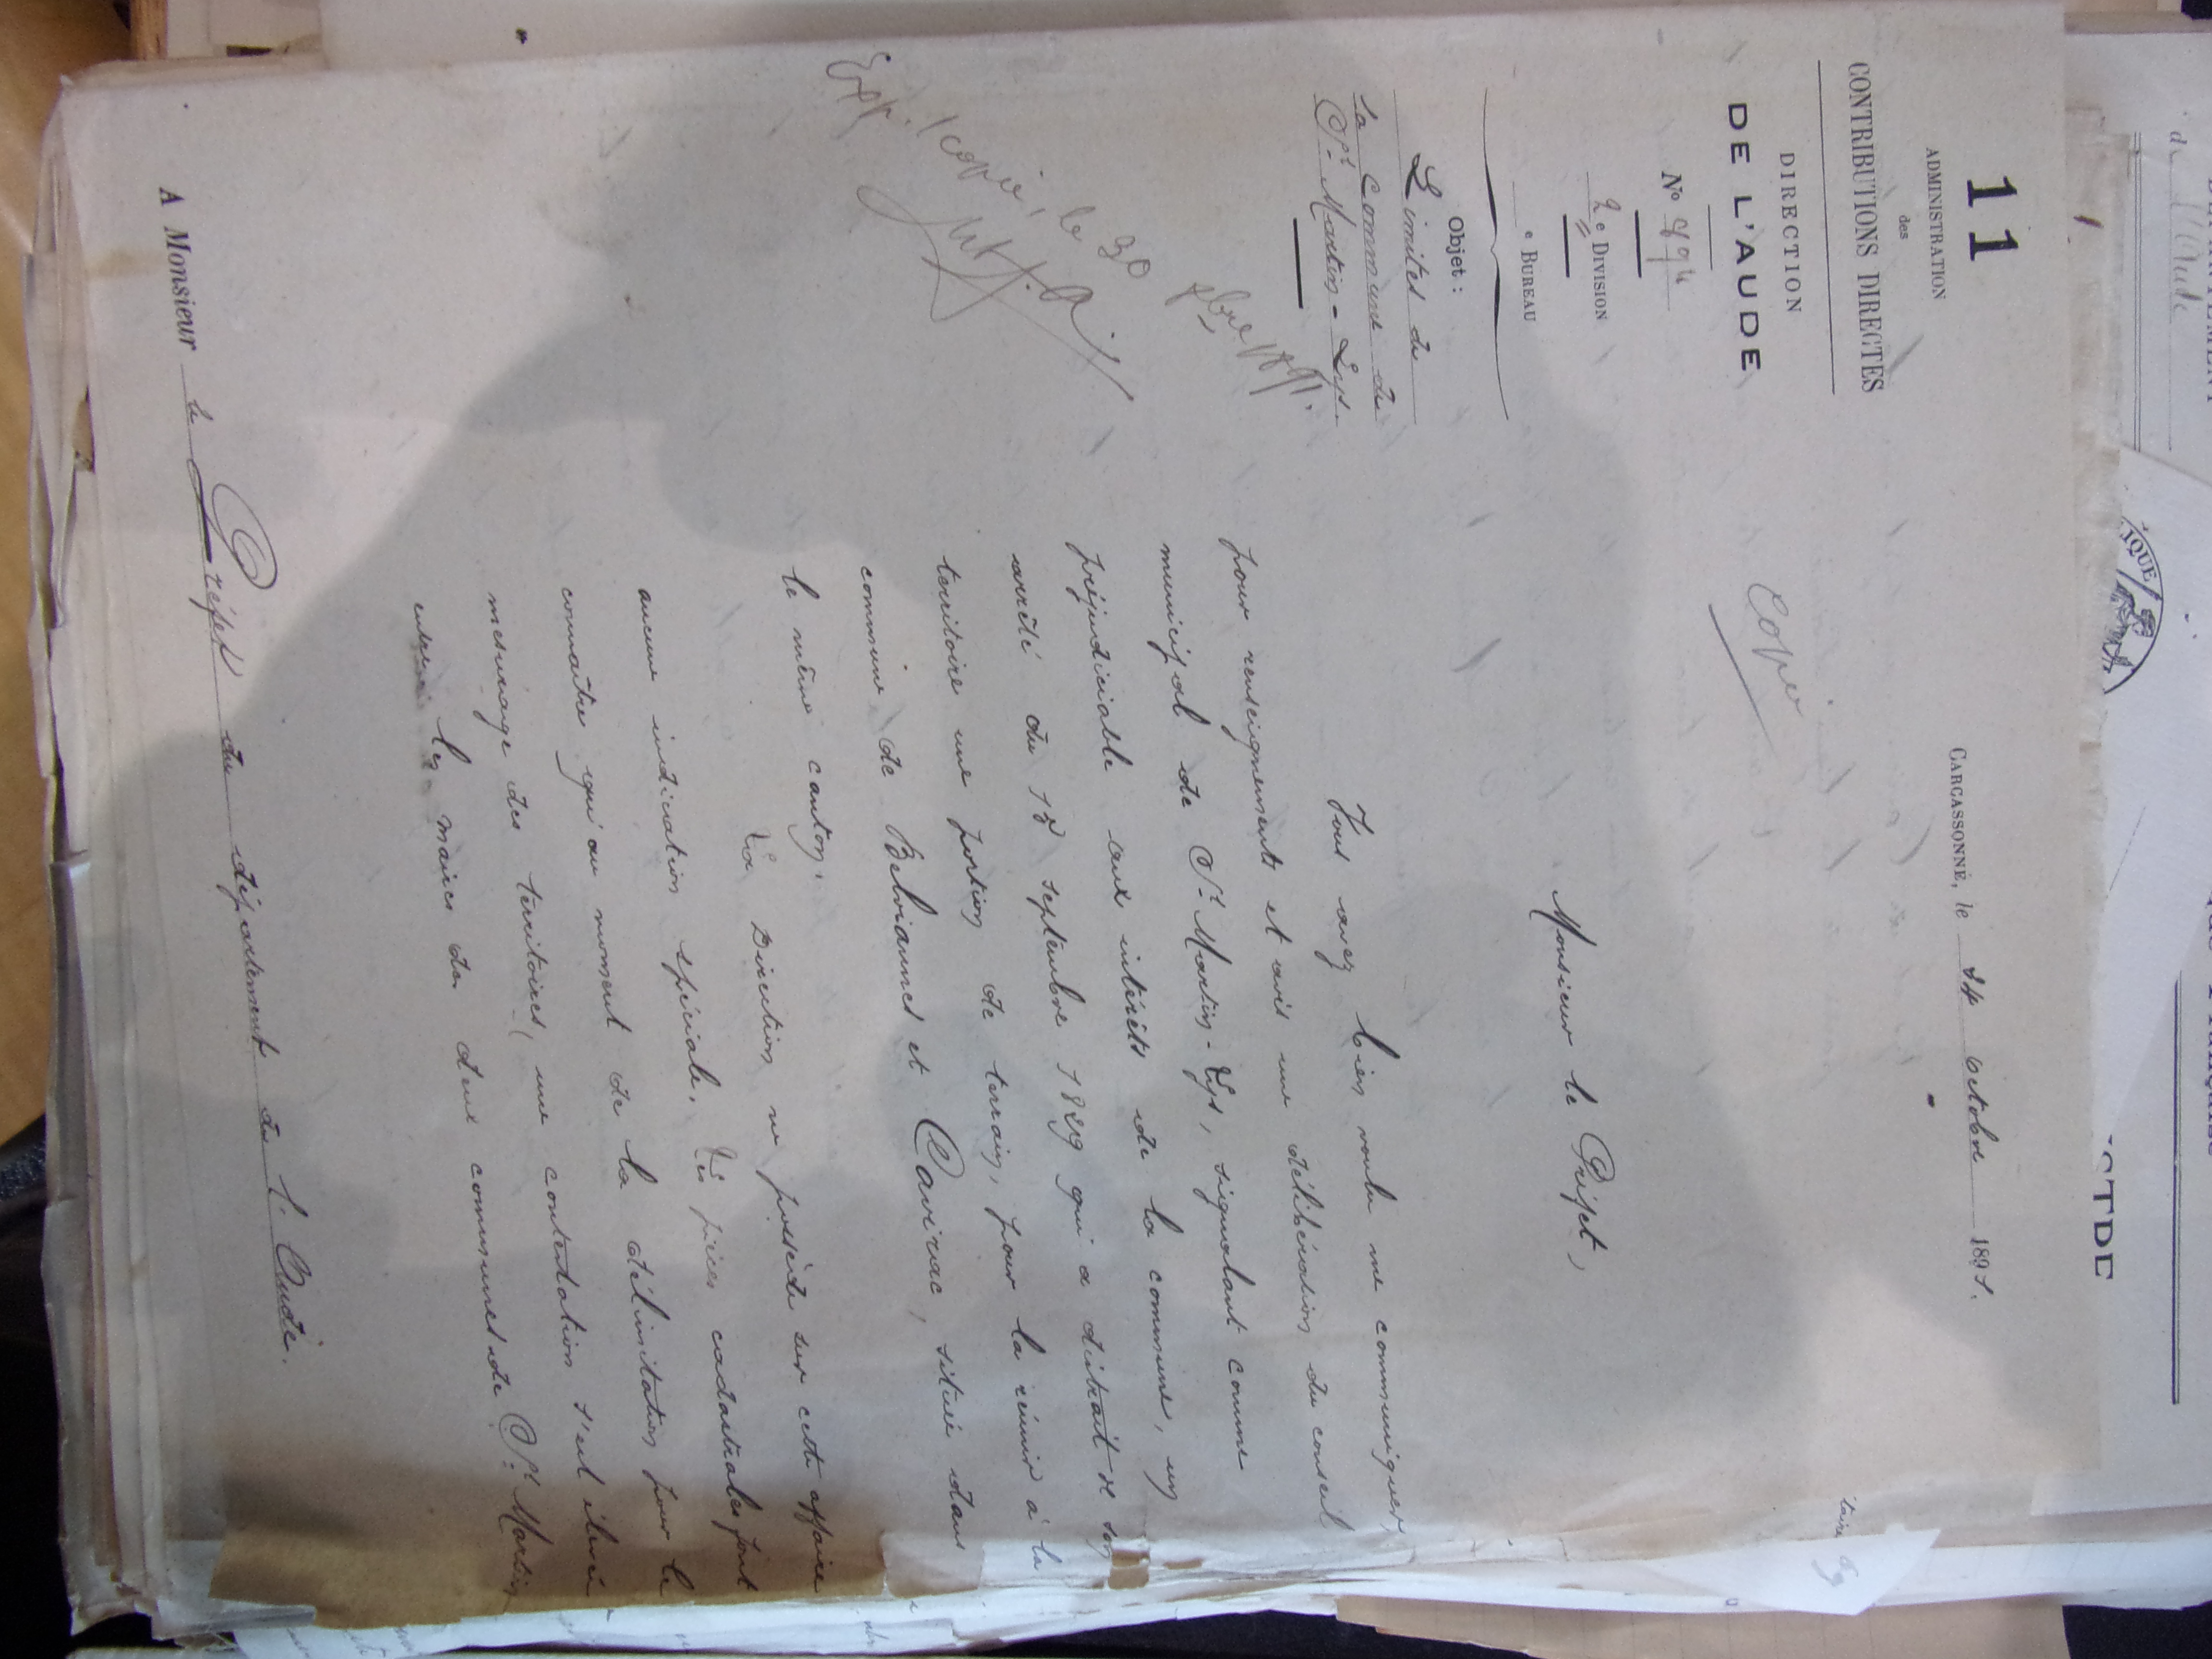 DÉPARTEMENT
de l'Aude
que Française
IQUE
11
ADMINISTRATION
des
CONTRIBUTIONS DIRECTES
DIRECTION
DE L'AUDE
N° 894
2e DIVISION
e BUREAU
Objet :
Limites de
la commune de
St Martin-Lys.
Exp. copie, le 30 8bre 1891.
CARCASSONNE, le 24 Octobre 1891.
Copie
Monsieur le Préfet,
Vous avez bien voulu me communiquer,
pour renseignements et avis une délibération du conseil
municipal de St Martin-Lys, signalant comme
préjudiciable aux intérêts de la commune, un
arrêté du septembre 1829 qui a distrait de son
territoire une portion de terrain, pour la réunir à la
commune de Belviannes et Cavirac, située dans
le même canton.
La Direction ne possède sur cette affaire
aucune indication spéciale. Les pièces cadastrales font
connaître qu'au moment de la délimitation pour le
mesurage des territoires, une contestation s'est élevée
entre les maires des deux communes de St Martin
A Monsieur le Préfet du département de l'Aude.